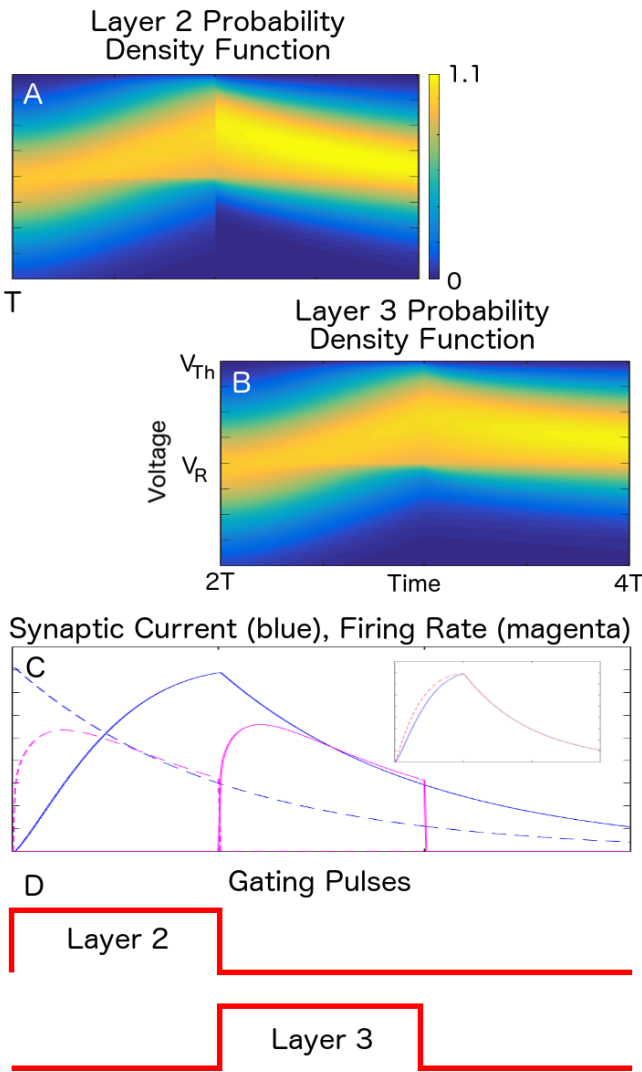 Layer 2 Probability
Density Function
A
1.1
0
T
Layer 3 Probability
Density Function
V_Th
B
Voltage
V_R
2T
Time
4T
Synaptic Current (blue), Firing Rate (magenta)
C
D
Gating Pulses
Layer 2
Layer 3